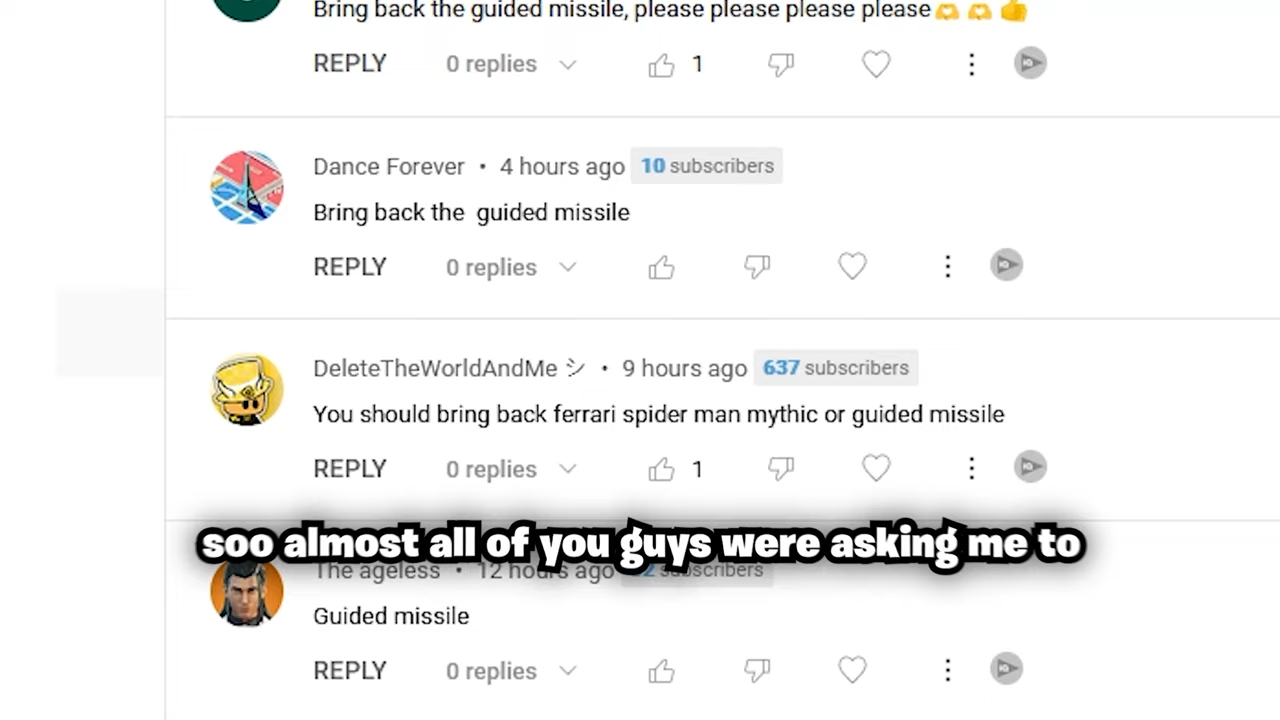 Bring back the guided missile, please please please please🫶 🫶 👍
REPLY 0 replies 1
Dance Forever • 4 hours ago 10 subscribers
Bring back the guided missile
REPLY 0 replies
DeleteTheWorldAndMe シ • 9 hours ago 637 subscribers
You should bring back ferrari spider man mythic or guided missile
REPLY 0 replies 1
soo almost all of you guys were asking me to
The ageless • 12 hours ago subscribers
Guided missile
REPLY 0 replies